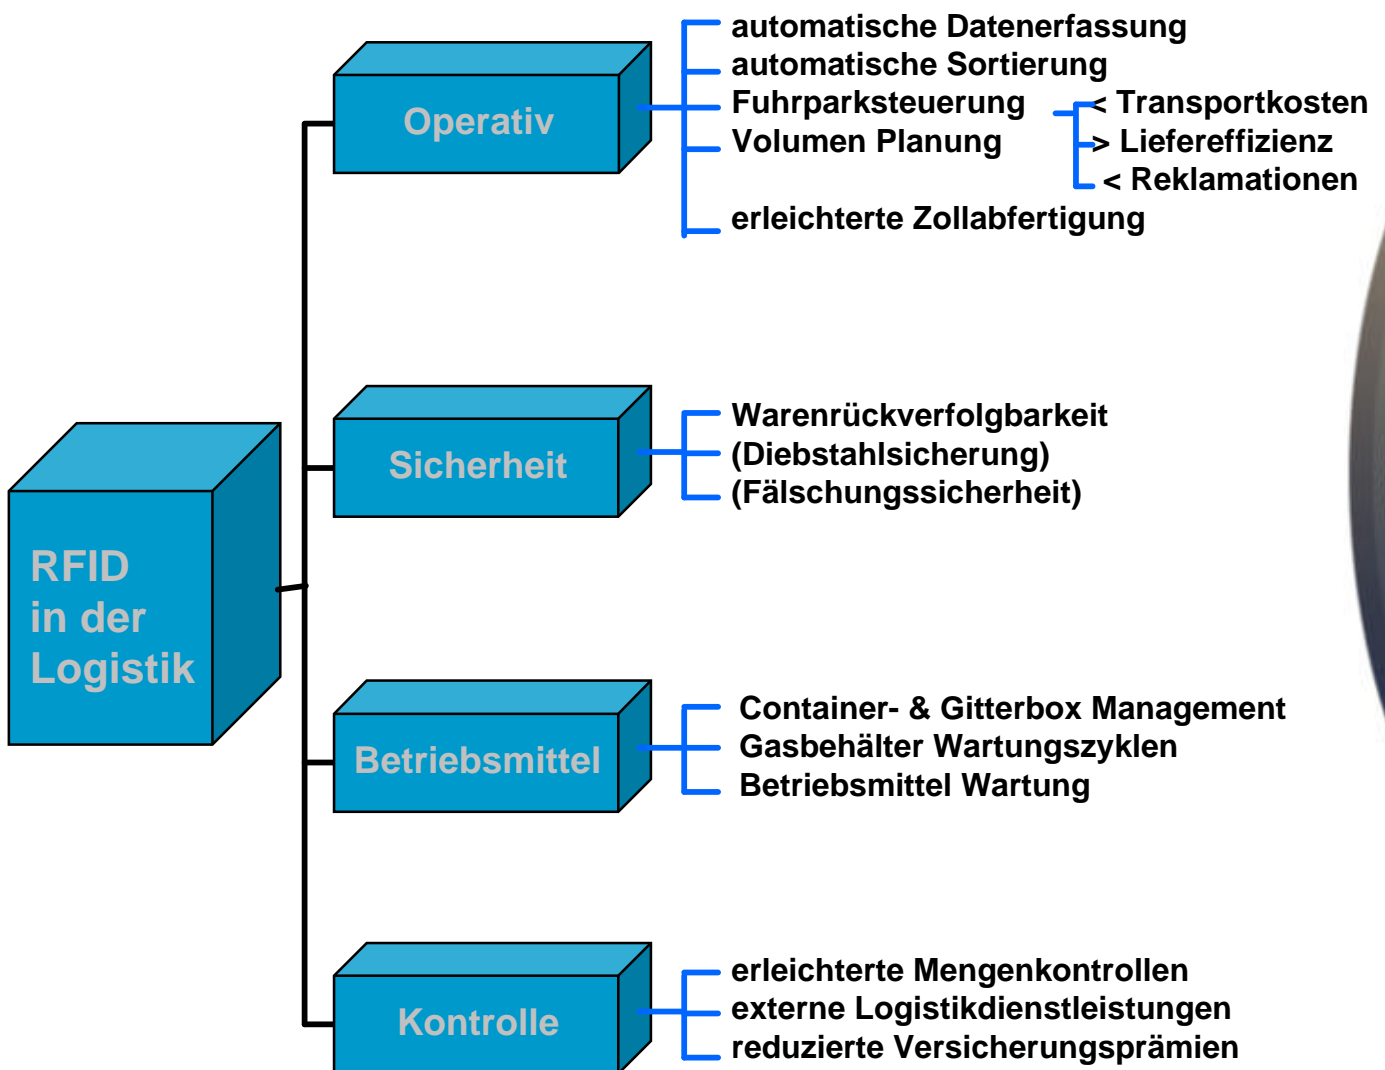 RFID
in der
Logistik
Operativ
automatische Datenerfassung
automatische Sortierung
Fuhrparksteuerung
Volumen Planung
erleichterte Zollabfertigung
< Transportkosten
> Liefereffizienz
< Reklamationen
Sicherheit
Warenrückverfolgbarkeit
(Diebstahlsicherung)
(Fälschungssicherheit)
Betriebsmittel
Container- & Gitterbox Management
Gasbehälter Wartungszyklen
Betriebsmittel Wartung
Kontrolle
erleichterte Mengenkontrollen
externe Logistikdienstleistungen
reduzierte Versicherungsprämien